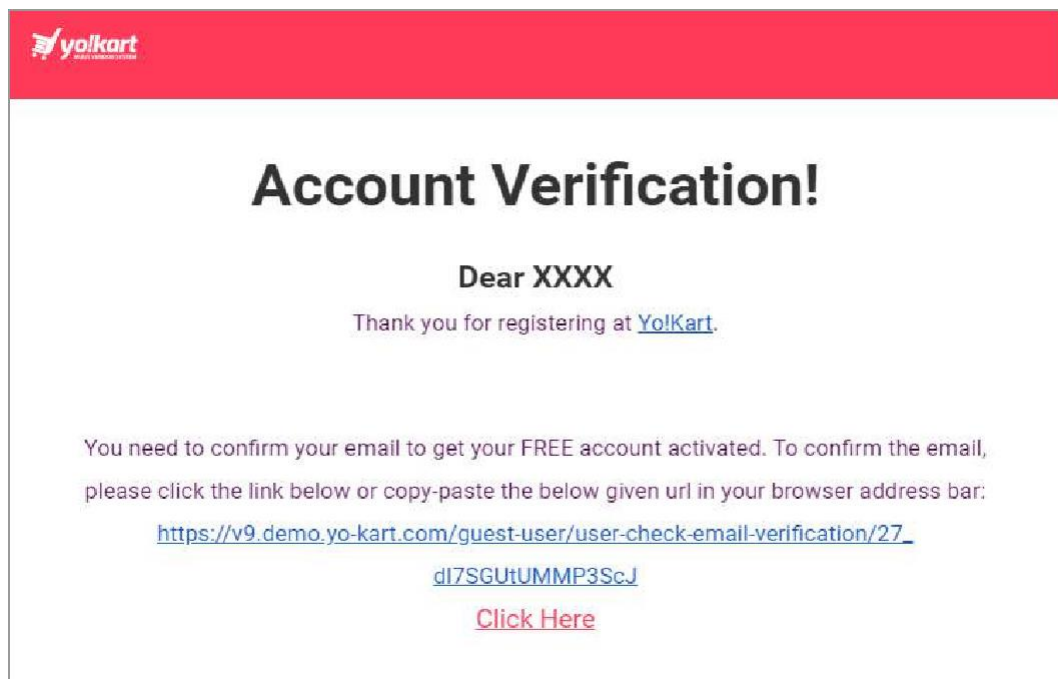 yo!kart
Account Verification!
Dear XXXX
Thank you for registering at Yo!Kart.
You need to confirm your email to get your FREE account activated. To confirm the email,
please click the link below or copy-paste the below given url in your browser address bar:
https://v9.demo.yo-kart.com/guest-user/user-check-email-verification/27_
dI7SGUtUMMP3ScJ
Click Here